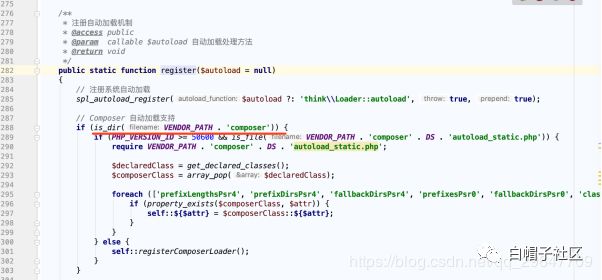 275
276 /**
277 * 注册自动加载机制
278 * @access public
279 * @param callable $autoload 自动加载处理方法
280 * @return void
281 */
282 public static function register($autoload = null)
283 {
284 // 注册系统自动加载
285 spl_autoload_register( autoload_function: $autoload ?: 'think\\Loader::autoload', throw: true, prepend: true);
286
287 // Composer 自动加载支持
288 if (is_dir( filename: VENDOR_PATH . 'composer')) {
289 if (PHP_VERSION_ID >= 50600 && is_file( filename: VENDOR_PATH . 'composer' . DS . 'autoload_static.php')) {
290 require VENDOR_PATH . 'composer' . DS . 'autoload_static.php';
291
292 $declaredClass = get_declared_classes();
293 $composerClass = array_pop( &array: $declaredClass);
294
295 foreach (['prefixLengthsPsr4', 'prefixDirsPsr4', 'fallbackDirsPsr4', 'prefixesPsr0', 'fallbackDirsPsr0', 'clas
296 if (property_exists($composerClass, $attr)) {
297 self::${$attr} = $composerClass::${$attr};
298 }
299 }
300 } else {
301 self::registerComposerLoader();
302 }
303 }
白帽子社区